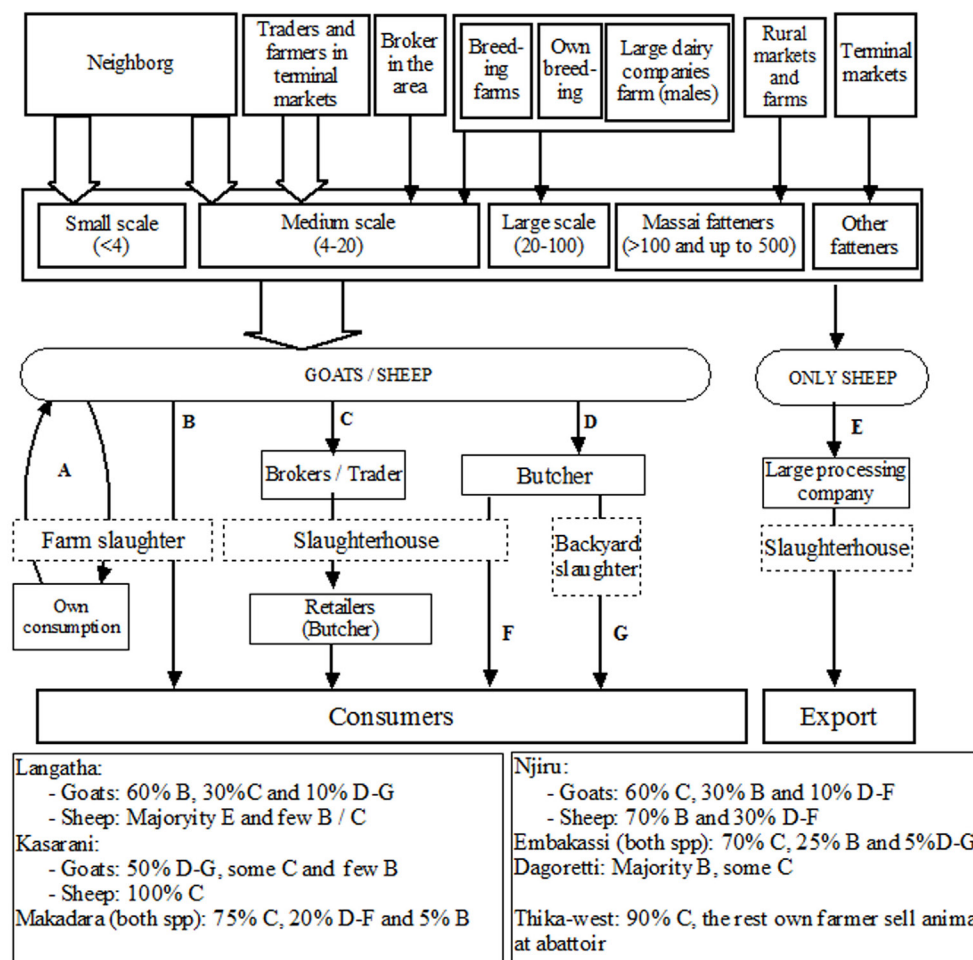 Neighborg
Traders and
farmers in
terminal
markets
Broker
in the
area
Breed-
ing
farms
Own
breed-
ing
Large dairy
companies
farm (males)
Rural
markets
and
farms
Terminal
markets
Small scale
(<4)
Medium scale
(4-20)
Large scale
(20-100)
Massai fatteners
(>100 and up to 500)
Other
fatteners
GOATS / SHEEP
ONLY SHEEP
A
B
C
D
E
Brokers / Trader
Butcher
Large processing
company
Farm slaughter
Slaughterhouse
Backyard
slaughter
Slaughterhouse
Own
consumption
Retailers
(Butcher)
F
G
Consumers
Export
Langatha:
- Goats: 60% B, 30%C and 10% D-G
- Sheep: Majoryity E and few B / C
Kasarani:
- Goats: 50% D-G, some C and few B
- Sheep: 100% C
Makadara (both spp): 75% C, 20% D-F and 5% B
Njiru:
- Goats: 60% C, 30% B and 10% D-F
- Sheep: 70% B and 30% D-F
Embakassi (both spp): 70% C, 25% B and 5%D-G
Dagoretti: Majority B, some C
Thika-west: 90% C, the rest own farmer sell anima
at abattoir